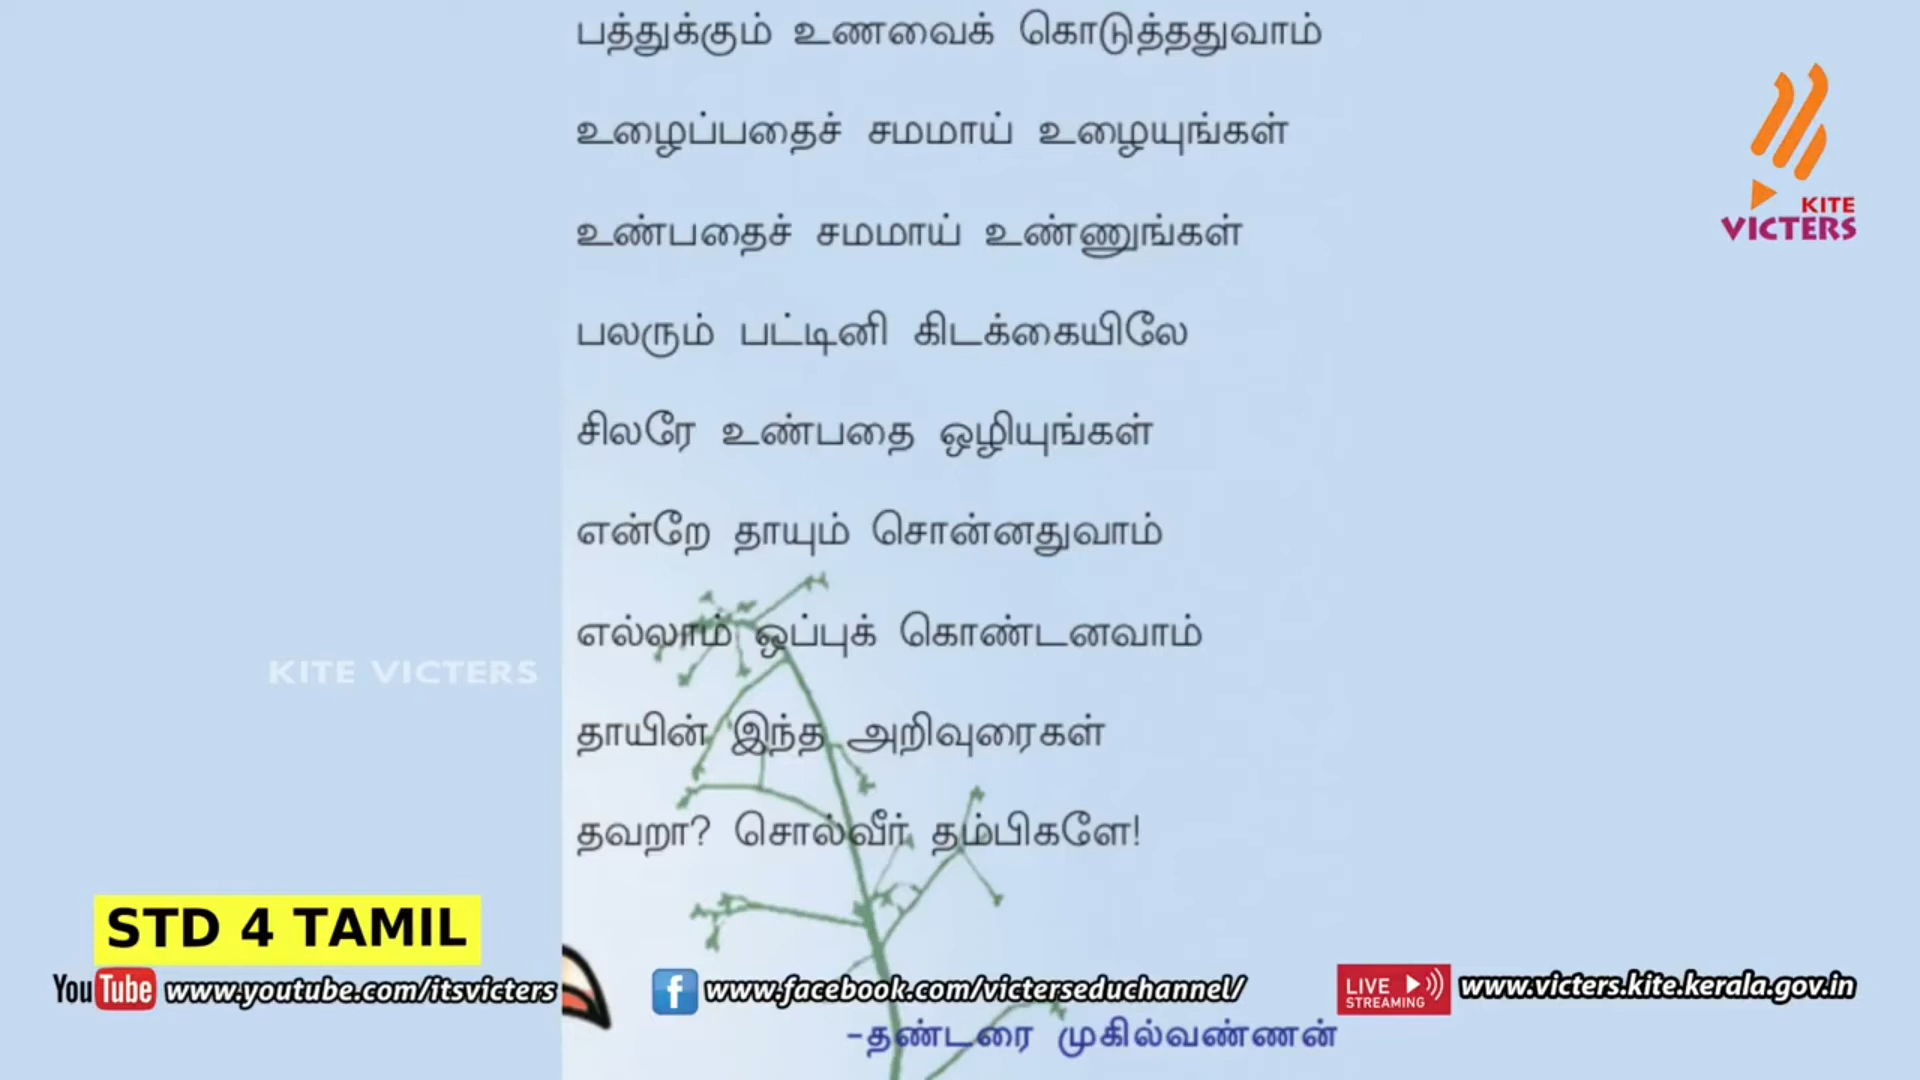 பத்துக்கும் உணவைக் கொடுத்ததுவாம்
உழைப்பதைச் சமமாய் உழையுங்கள்
உண்பதைச் சமமாய் உண்ணுங்கள்
பலரும் பட்டினி கிடக்கையிலே
சிலரே உண்பதை ஒழியுங்கள்
என்றே தாயும் சொன்னதுவாம்
எல்லாம் ஒப்புக் கொண்டனவாம்
தாயின் இந்த அறிவுரைகள்
தவறா? சொல்வீர் தம்பிகளே!
-தண்டரை முகில்வண்ணன்
KITE
VICTERS
KITE VICTERS
STD 4 TAMIL
YouTube www.youtube.com/itsvicters
f www.facebook.com/victerseduchannel/
LIVE
STREAMING
www.victers.kite.kerala.gov.in